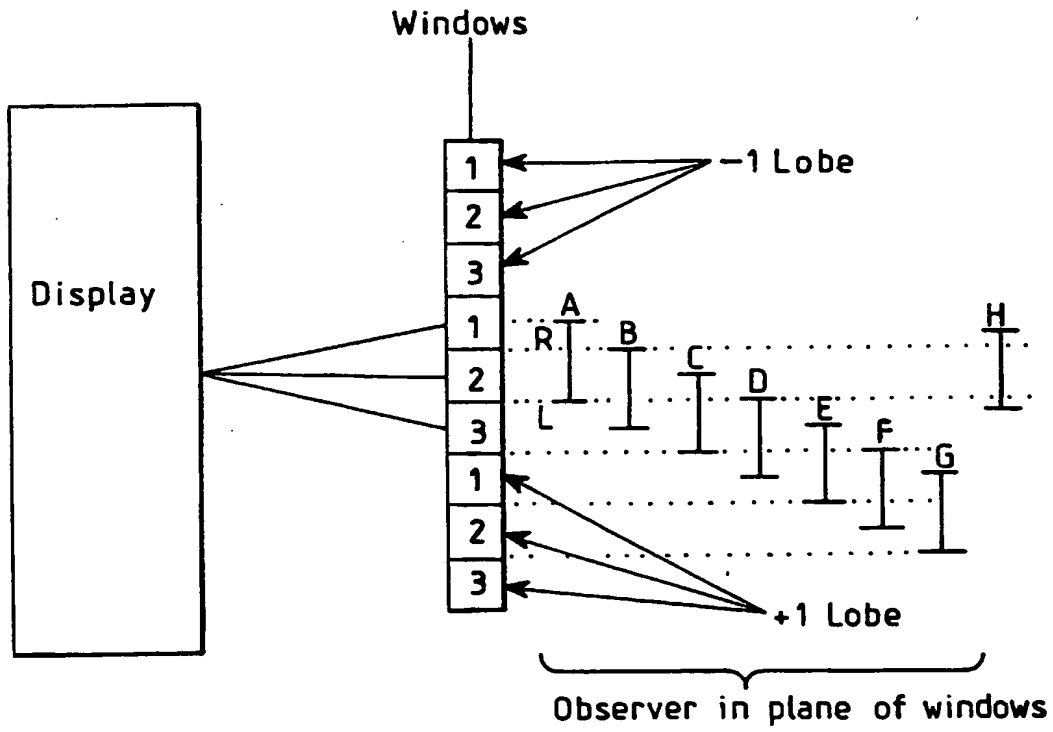 Windows
1
-1 Lobe
2
3
Display
1
A
R
B
H
2
C
D
3
L
E
F
G
1
2
3
+1 Lobe
Observer in plane of windows